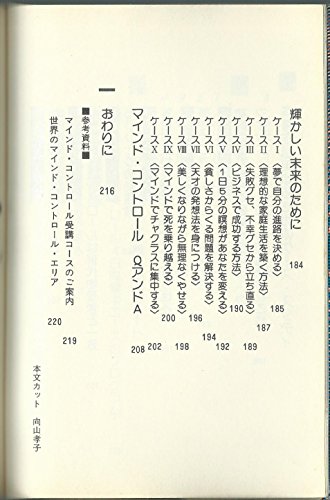 輝かしい未来のために 184
ケースⅠ〈夢で自分の進路を決める〉 185
ケースⅡ〈理想的な家庭生活を築く方法〉 187
ケースⅢ〈失敗グセ、不幸グセから立ち直る〉 189
ケースⅣ〈ビジネスで成功する方法〉 190
ケースⅤ〈1日5分の瞑想があなたを変える〉 192
ケースⅥ〈貧しさからくる問題を解決する〉 194
ケースⅦ〈天才の発想法を身につける〉 196
ケースⅧ〈美しくなりながら無理なくやせる〉 198
ケースⅨ〈マインドで死を乗り越える〉 200
ケースⅩ〈マインドでチャクラスに集中する〉 202
マインド・コントロール QアンドA 208
おわりに 216
■参考資料■
マインド・コントロール受講コースのご案内 219
世界のマインド・コントロール・エリア 220
本文カット 向山孝子